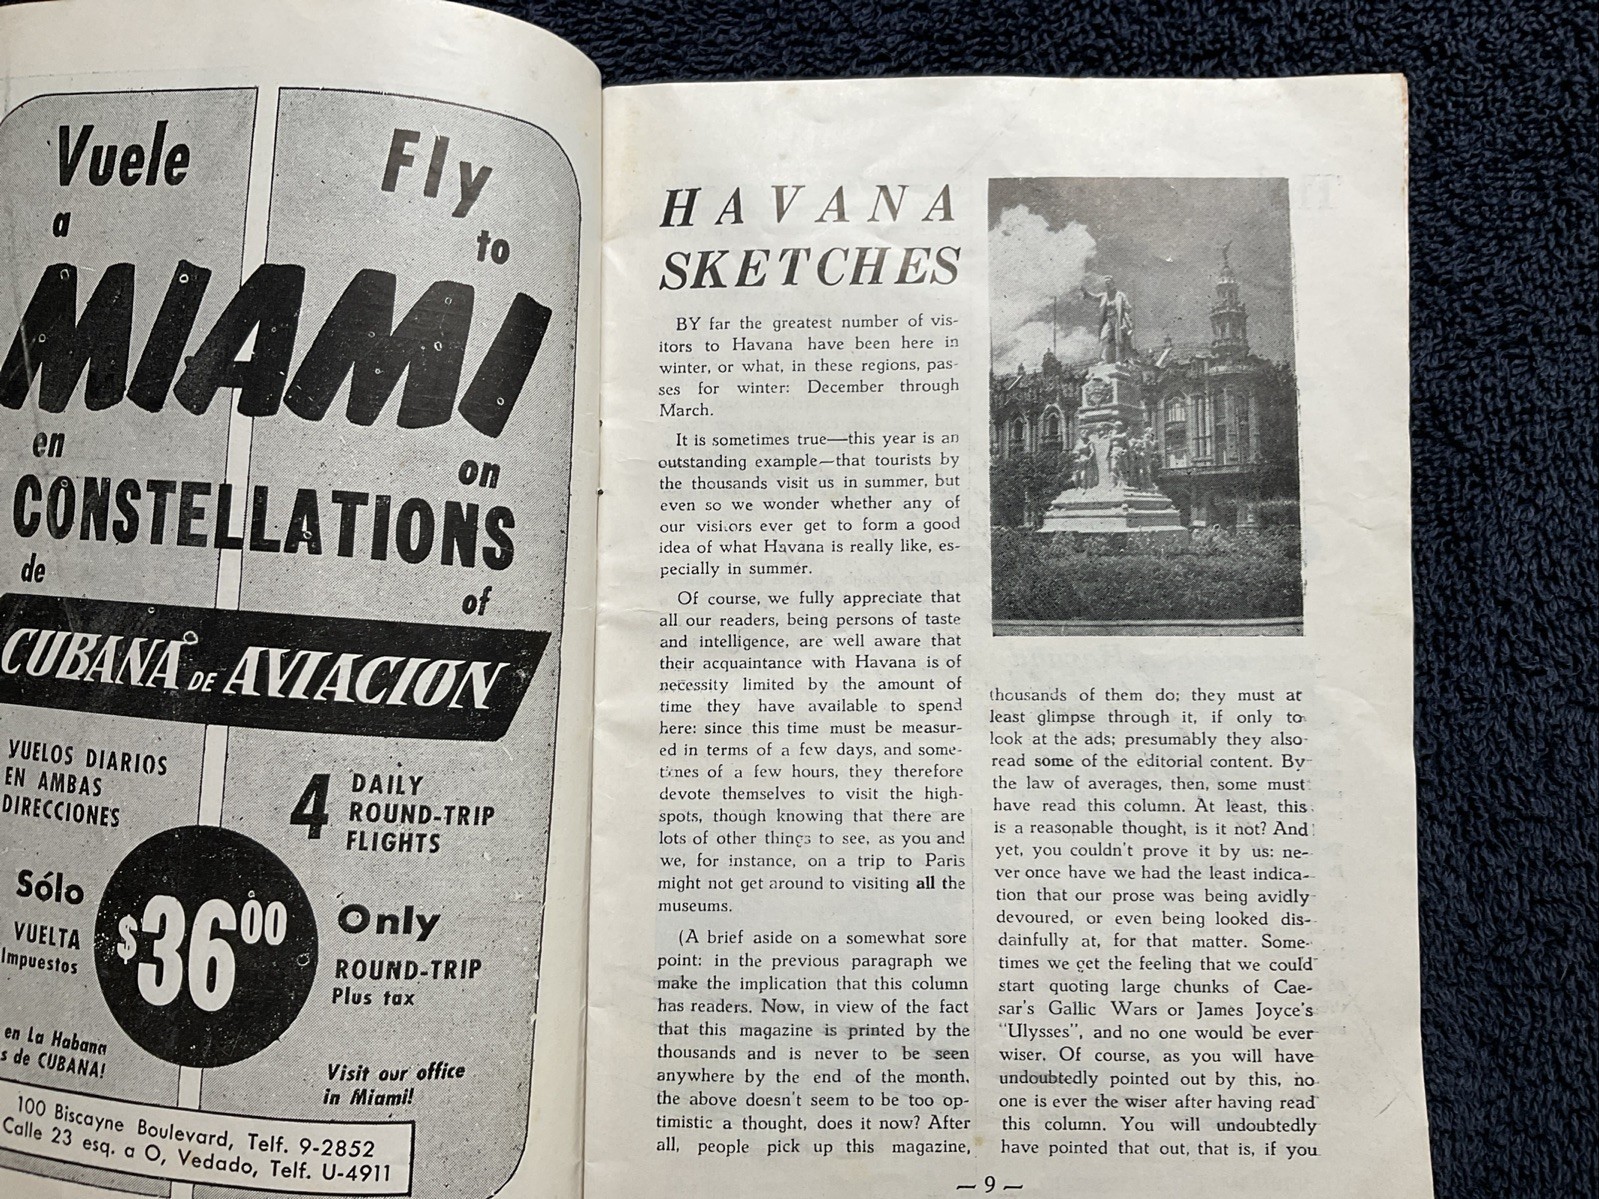 Vuele
a
Fly
to
MIAMI
en
on
CONSTELLATIONS
de
of
CUBANA DE AVIACION
VUELOS DIARIOS
EN AMBAS
DIRECCIONES
4 DAILY
ROUND-TRIP
FLIGHTS
Sólo
VUELTA
Impuestos
$36.00
Only
ROUND-TRIP
Plus tax
en La Habana
s de CUBANA!
Visit our office
in Miami!
100 Biscayne Boulevard, Telf. 9-2852
Calle 23 esq. a O, Vedado, Telf. U-4911
HAVANA
SKETCHES
BY far the greatest number of vis-
itors to Havana have been here in
winter, or what, in these regions, pas-
ses for winter: December through
March.
It is sometimes true—this year is an
outstanding example—that tourists by
the thousands visit us in summer, but
even so we wonder whether any of
our visitors ever get to form a good
idea of what Havana is really like, es-
pecially in summer.
Of course, we fully appreciate that
all our readers, being persons of taste
and intelligence, are well aware that
their acquaintance with Havana is of
necessity limited by the amount of
time they have available to spend
here: since this time must be measur-
ed in terms of a few days, and some-
times of a few hours, they therefore
devote themselves to visit the high-
spots, though knowing that there are
lots of other things to see, as you and
we, for instance, on a trip to Paris
might not get around to visiting all the
museums.
(A brief aside on a somewhat sore
point: in the previous paragraph we
make the implication that this column
has readers. Now, in view of the fact
that this magazine is printed by the
thousands and is never to be seen
anywhere by the end of the month,
the above doesn't seem to be too op-
timistic a thought, does it now? After
all, people pick up this magazine,
thousands of them do; they must at
least glimpse through it, if only to
look at the ads; presumably they also
read some of the editorial content. By
the law of averages, then, some must
have read this column. At least, this
is a reasonable thought, is it not? And
yet, you couldn't prove it by us: ne-
ver once have we had the least indica-
tion that our prose was being avidly
devoured, or even being looked dis-
dainfully at, for that matter. Some-
times we get the feeling that we could
start quoting large chunks of Cae-
sar's Gallic Wars or James Joyce's
"Ulysses", and no one would be ever
wiser. Of course, as you will have
undoubtedly pointed out by this, no
one is ever the wiser after having read
this column. You will undoubtedly
have pointed that out, that is, if you
— 9 —